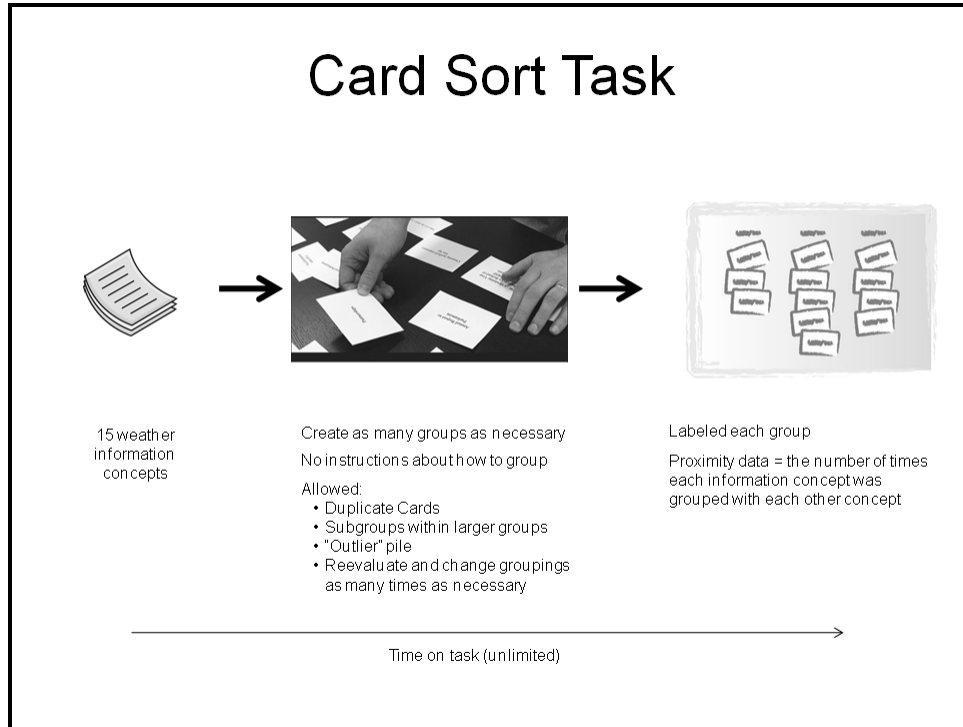 Card Sort Task
15 weather
information
concepts
Create as many groups as necessary
No instructions about how to group
Allowed:
• Duplicate Cards
• Subgroups within larger groups
• "Outlier" pile
• Reevaluate and change groupings
as many times as necessary
Labeled each group
Proximity data = the number of times
each information concept was
grouped with each other concept
Time on task (unlimited)